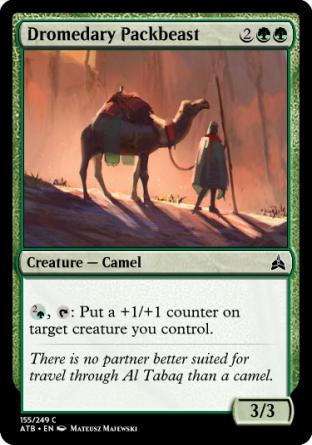 Dromedary Packbeast 2
Creature — Camel
2, : Put a +1/+1 counter on
target creature you control.
There is no partner better suited for
travel through Al Tabaq than a camel.
155/249 C
ATB • EN Mateusz Majewski
3/3